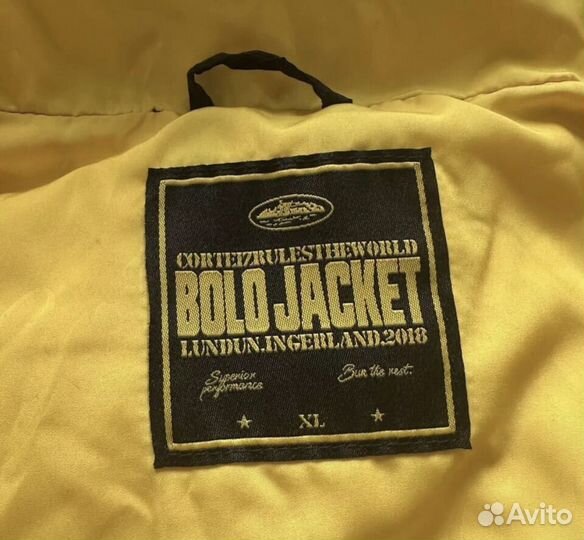 CORTEIZRULESTHEWORLD
BOLO JACKET
LUNDUN.INGERLAND.2018
Superior
performance
Bun the rest.
XL
Avito